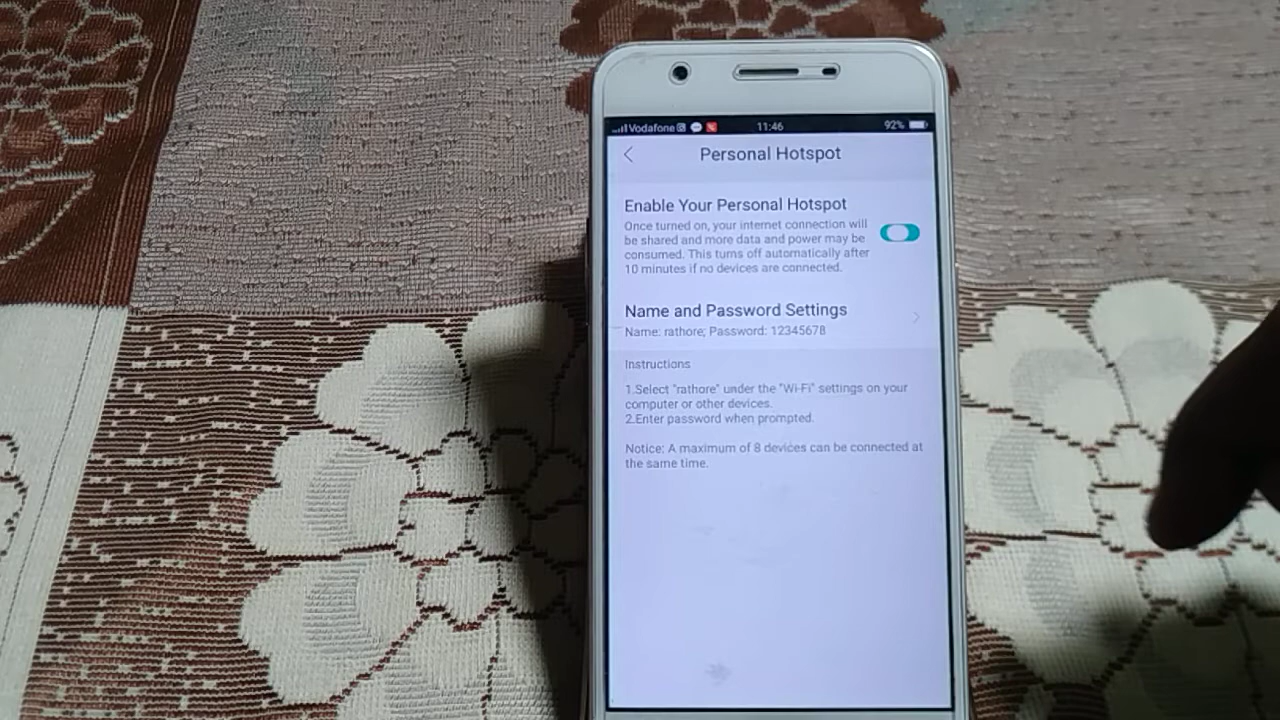 Vodafone 11:46 92%
Personal Hotspot
Enable Your Personal Hotspot
Once turned on, your internet connection will
be shared and more data and power may be
consumed. This turns off automatically after
10 minutes if no devices are connected.
Name and Password Settings
Name: rathore; Password: 12345678
Instructions
1.Select "rathore" under the "Wi-Fi" settings on your
computer or other devices.
2.Enter password when prompted.
Notice: A maximum of 8 devices can be connected at
the same time.